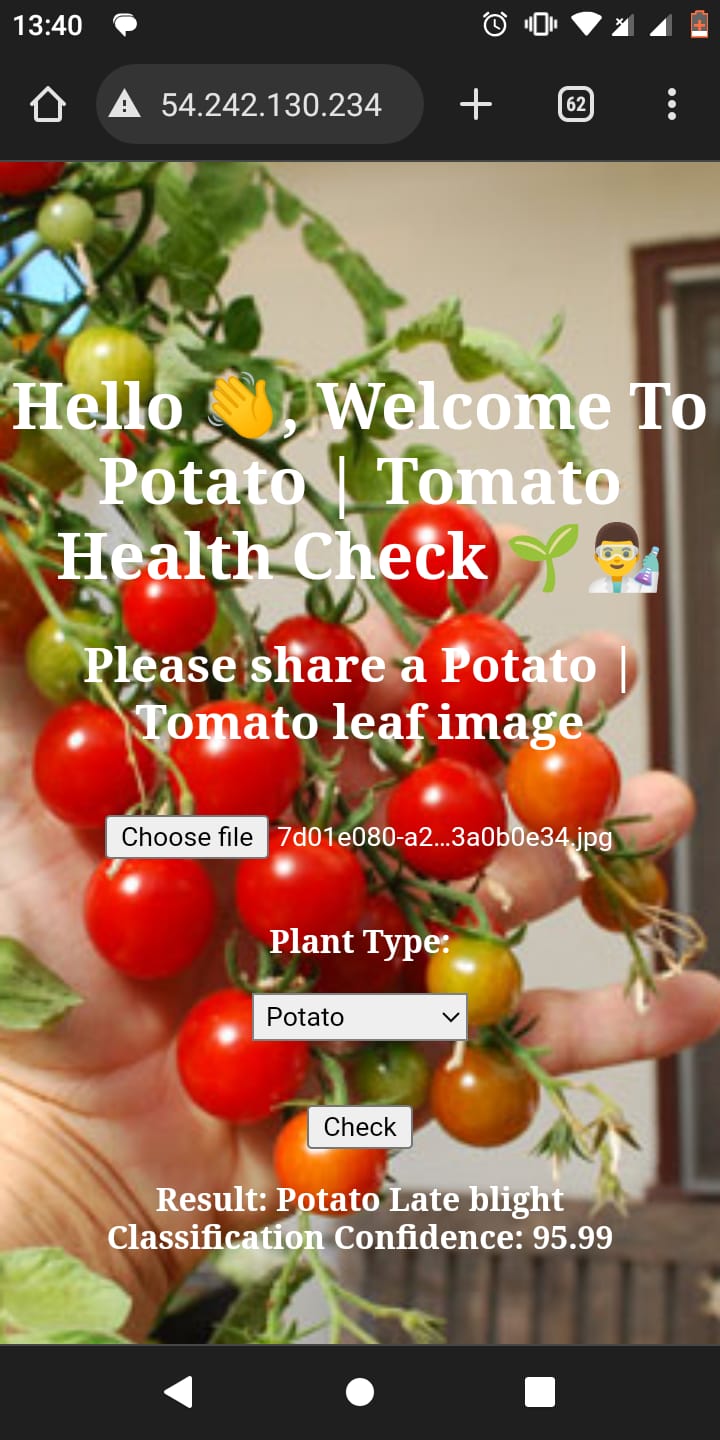 13:40
54.242.130.234
62
Hello 👋, Welcome To
Potato | Tomato
Health Check 🌱👨‍🔬
Please share a Potato |
Tomato leaf image
Choose file 7d01e080-a2...3a0b0e34.jpg
Plant Type:
Potato
Check
Result: Potato Late blight
Classification Confidence: 95.99